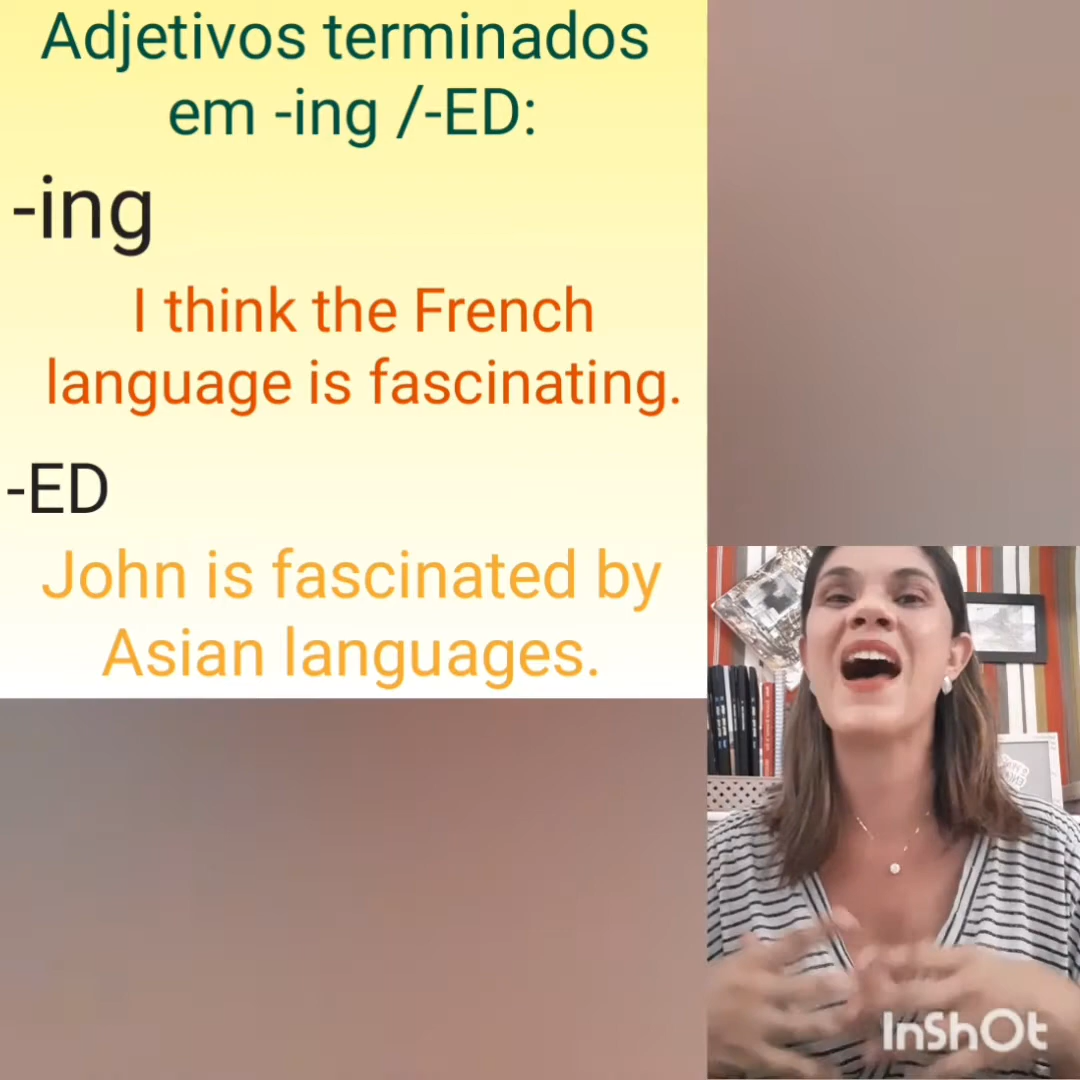 Adjetivos terminados
em -ing /-ED:
-ing
I think the French
language is fascinating.
-ED
John is fascinated by
Asian languages.
InShOt